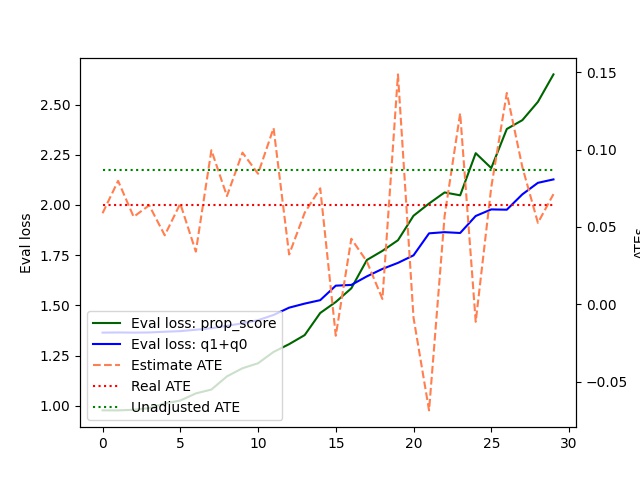 2.50
2.25
2.00
1.75
1.50
1.25
1.00
Eval loss
0.15
0.10
0.05
0.00
−0.05
ATEs
Eval loss: prop_score
Eval loss: q1+q0
Estimate ATE
Real ATE
Unadjusted ATE
0 5 10 15 20 25 30